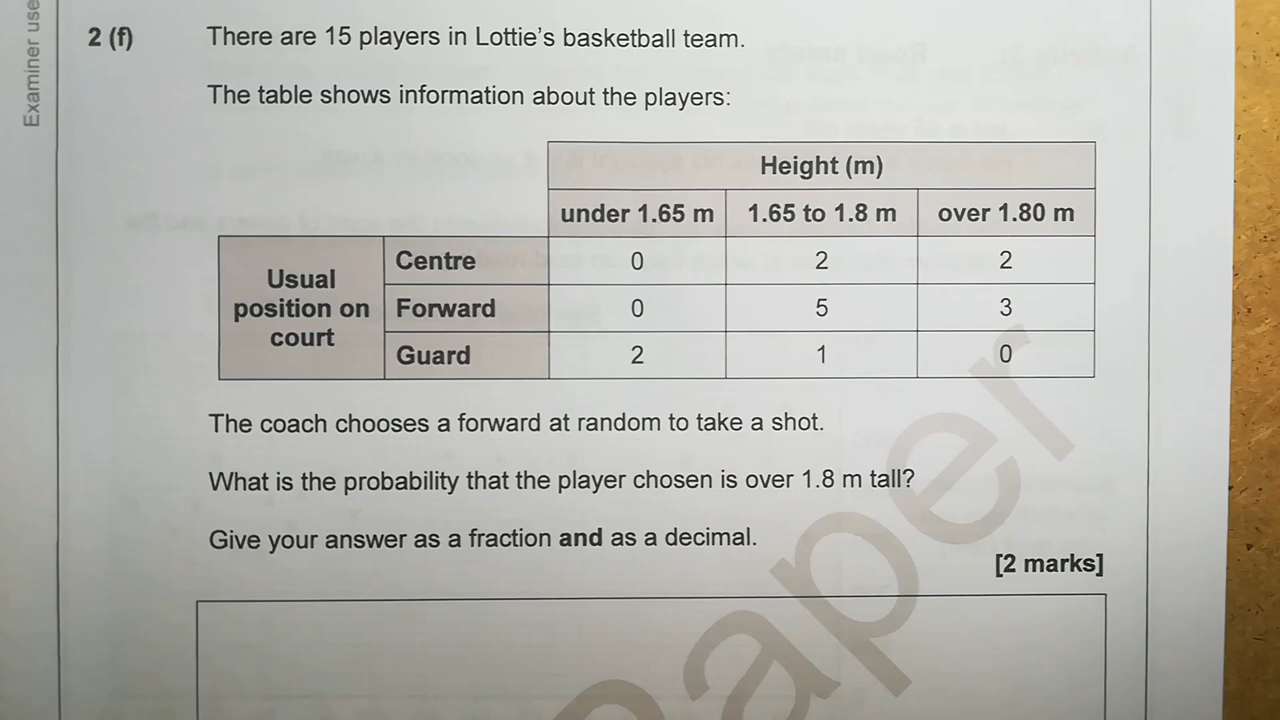 Examiner use
2 (f) There are 15 players in Lottie's basketball team.
The table shows information about the players:
Height (m)
under 1.65 m 1.65 to 1.8 m over 1.80 m
Usual position on court
Centre 0 2 2
Forward 0 5 3
Guard 2 1 0
The coach chooses a forward at random to take a shot.
What is the probability that the player chosen is over 1.8 m tall?
Give your answer as a fraction and as a decimal.
[2 marks]
Paper